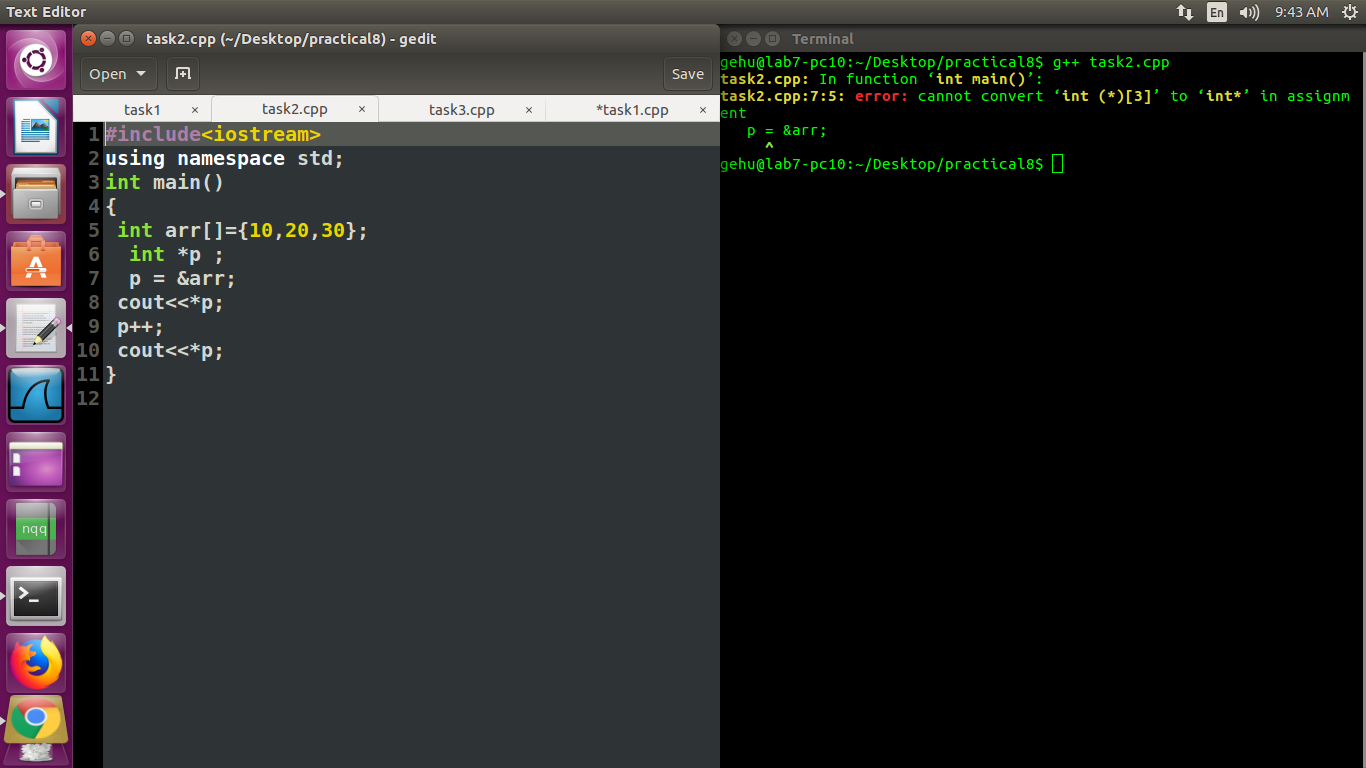 Text Editor
En
9:43 AM
task2.cpp (~/Desktop/practical8) - gedit
Open
Save
task1 × task2.cpp × task3.cpp × *task1.cpp ×
1 #include<iostream>
2 using namespace std;
3 int main()
4 {
5 int arr[]={10,20,30};
6 int *p ;
7 p = &arr;
8 cout<<*p;
9 p++;
10 cout<<*p;
11 }
12
nqq
>_
Terminal
gehu@lab7-pc10:~/Desktop/practical8$ g++ task2.cpp
task2.cpp: In function ‘int main()’:
task2.cpp:7:5: error: cannot convert ‘int (*)[3]’ to ‘int*’ in assignm
ent
p = &arr;
^
gehu@lab7-pc10:~/Desktop/practical8$